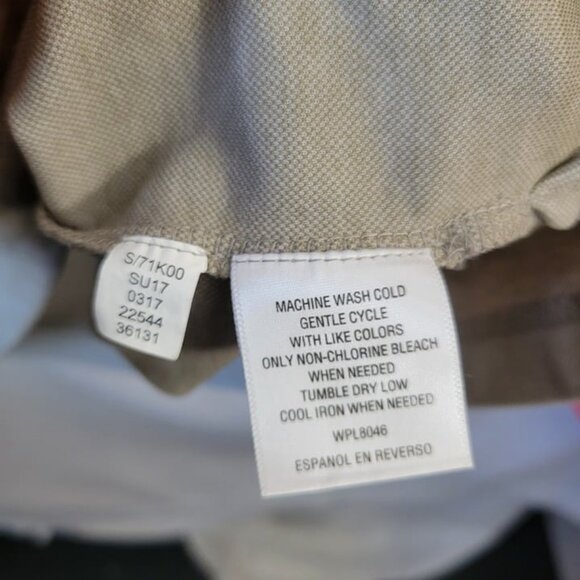 S/71K00
SU17
0317
22544
36131
MACHINE WASH COLD
GENTLE CYCLE
WITH LIKE COLORS
ONLY NON-CHLORINE BLEACH
WHEN NEEDED
TUMBLE DRY LOW
COOL IRON WHEN NEEDED
WPL8046
ESPANOL EN REVERSO